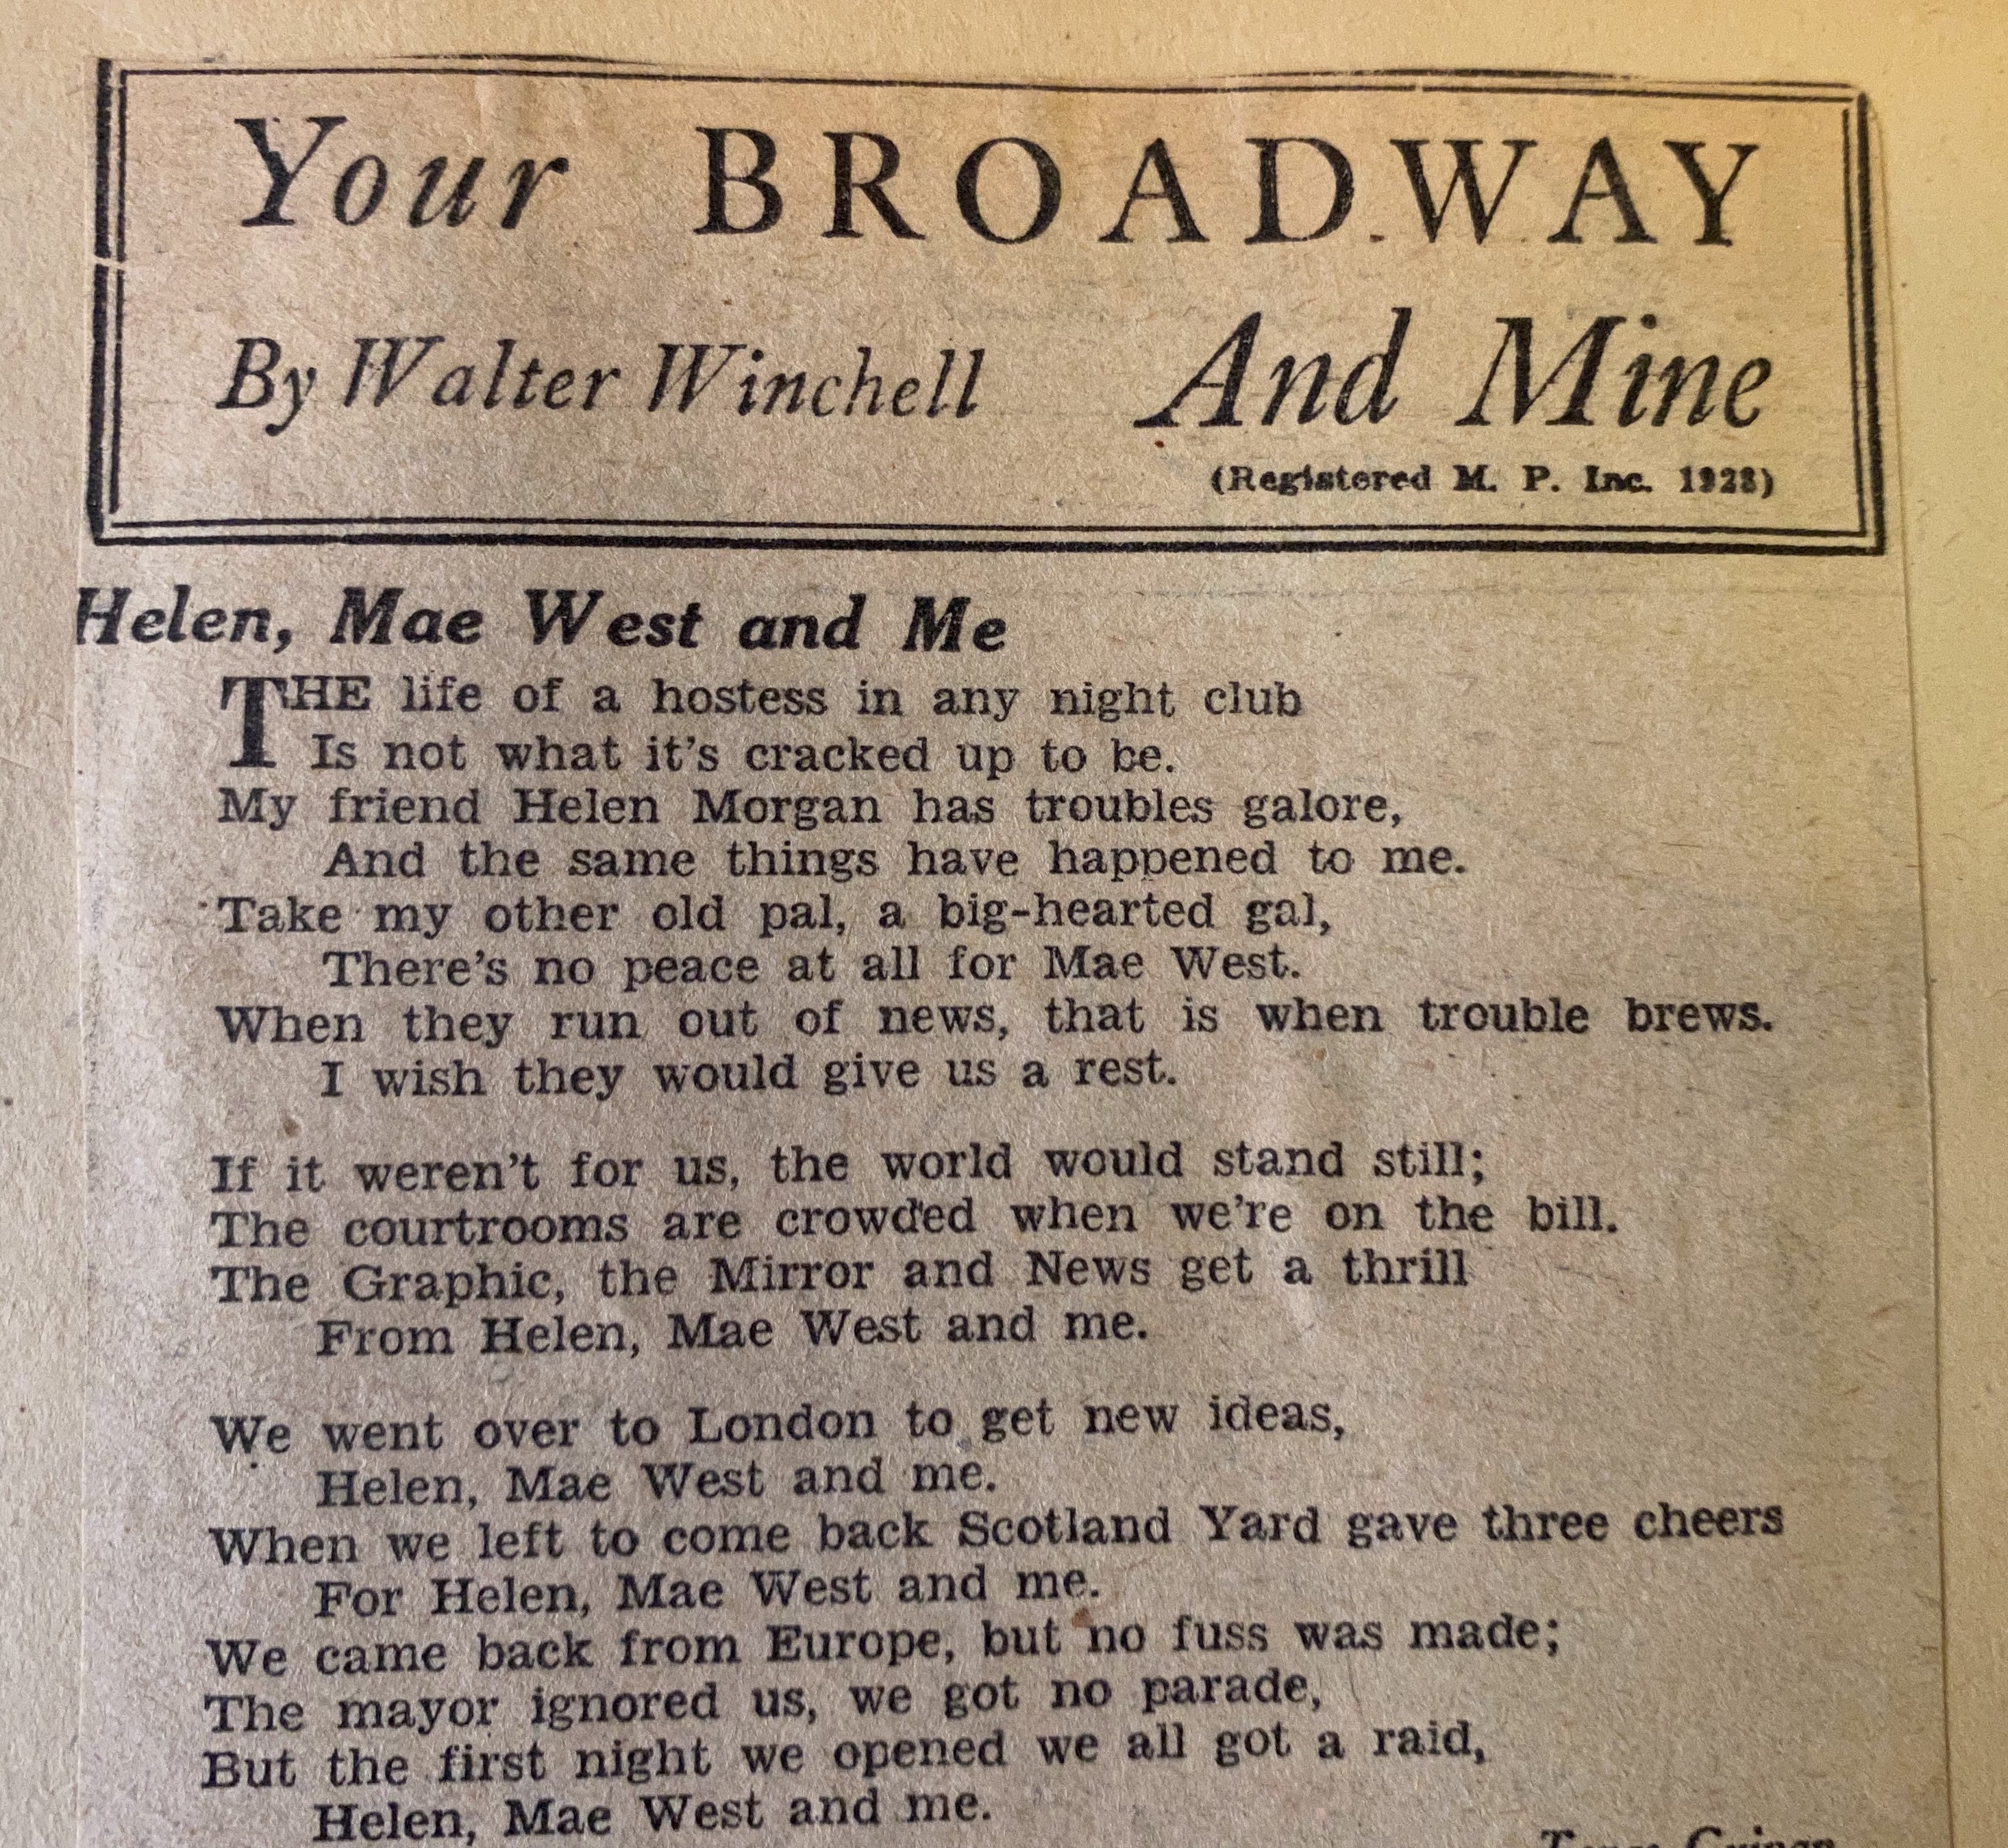 Your BROADWAY
By Walter Winchell And Mine
(Registered M. P. Inc. 1928)
Helen, Mae West and Me
THE life of a hostess in any night club
Is not what it's cracked up to be.
My friend Helen Morgan has troubles galore,
And the same things have happened to me.
Take my other old pal, a big-hearted gal,
There's no peace at all for Mae West.
When they run out of news, that is when trouble brews.
I wish they would give us a rest.
If it weren't for us, the world would stand still;
The courtrooms are crowded when we're on the bill.
The Graphic, the Mirror and News get a thrill
From Helen, Mae West and me.
We went over to London to get new ideas,
Helen, Mae West and me.
When we left to come back Scotland Yard gave three cheers
For Helen, Mae West and me.
We came back from Europe, but no fuss was made;
The mayor ignored us, we got no parade,
But the first night we opened we all got a raid,
Helen, Mae West and me.